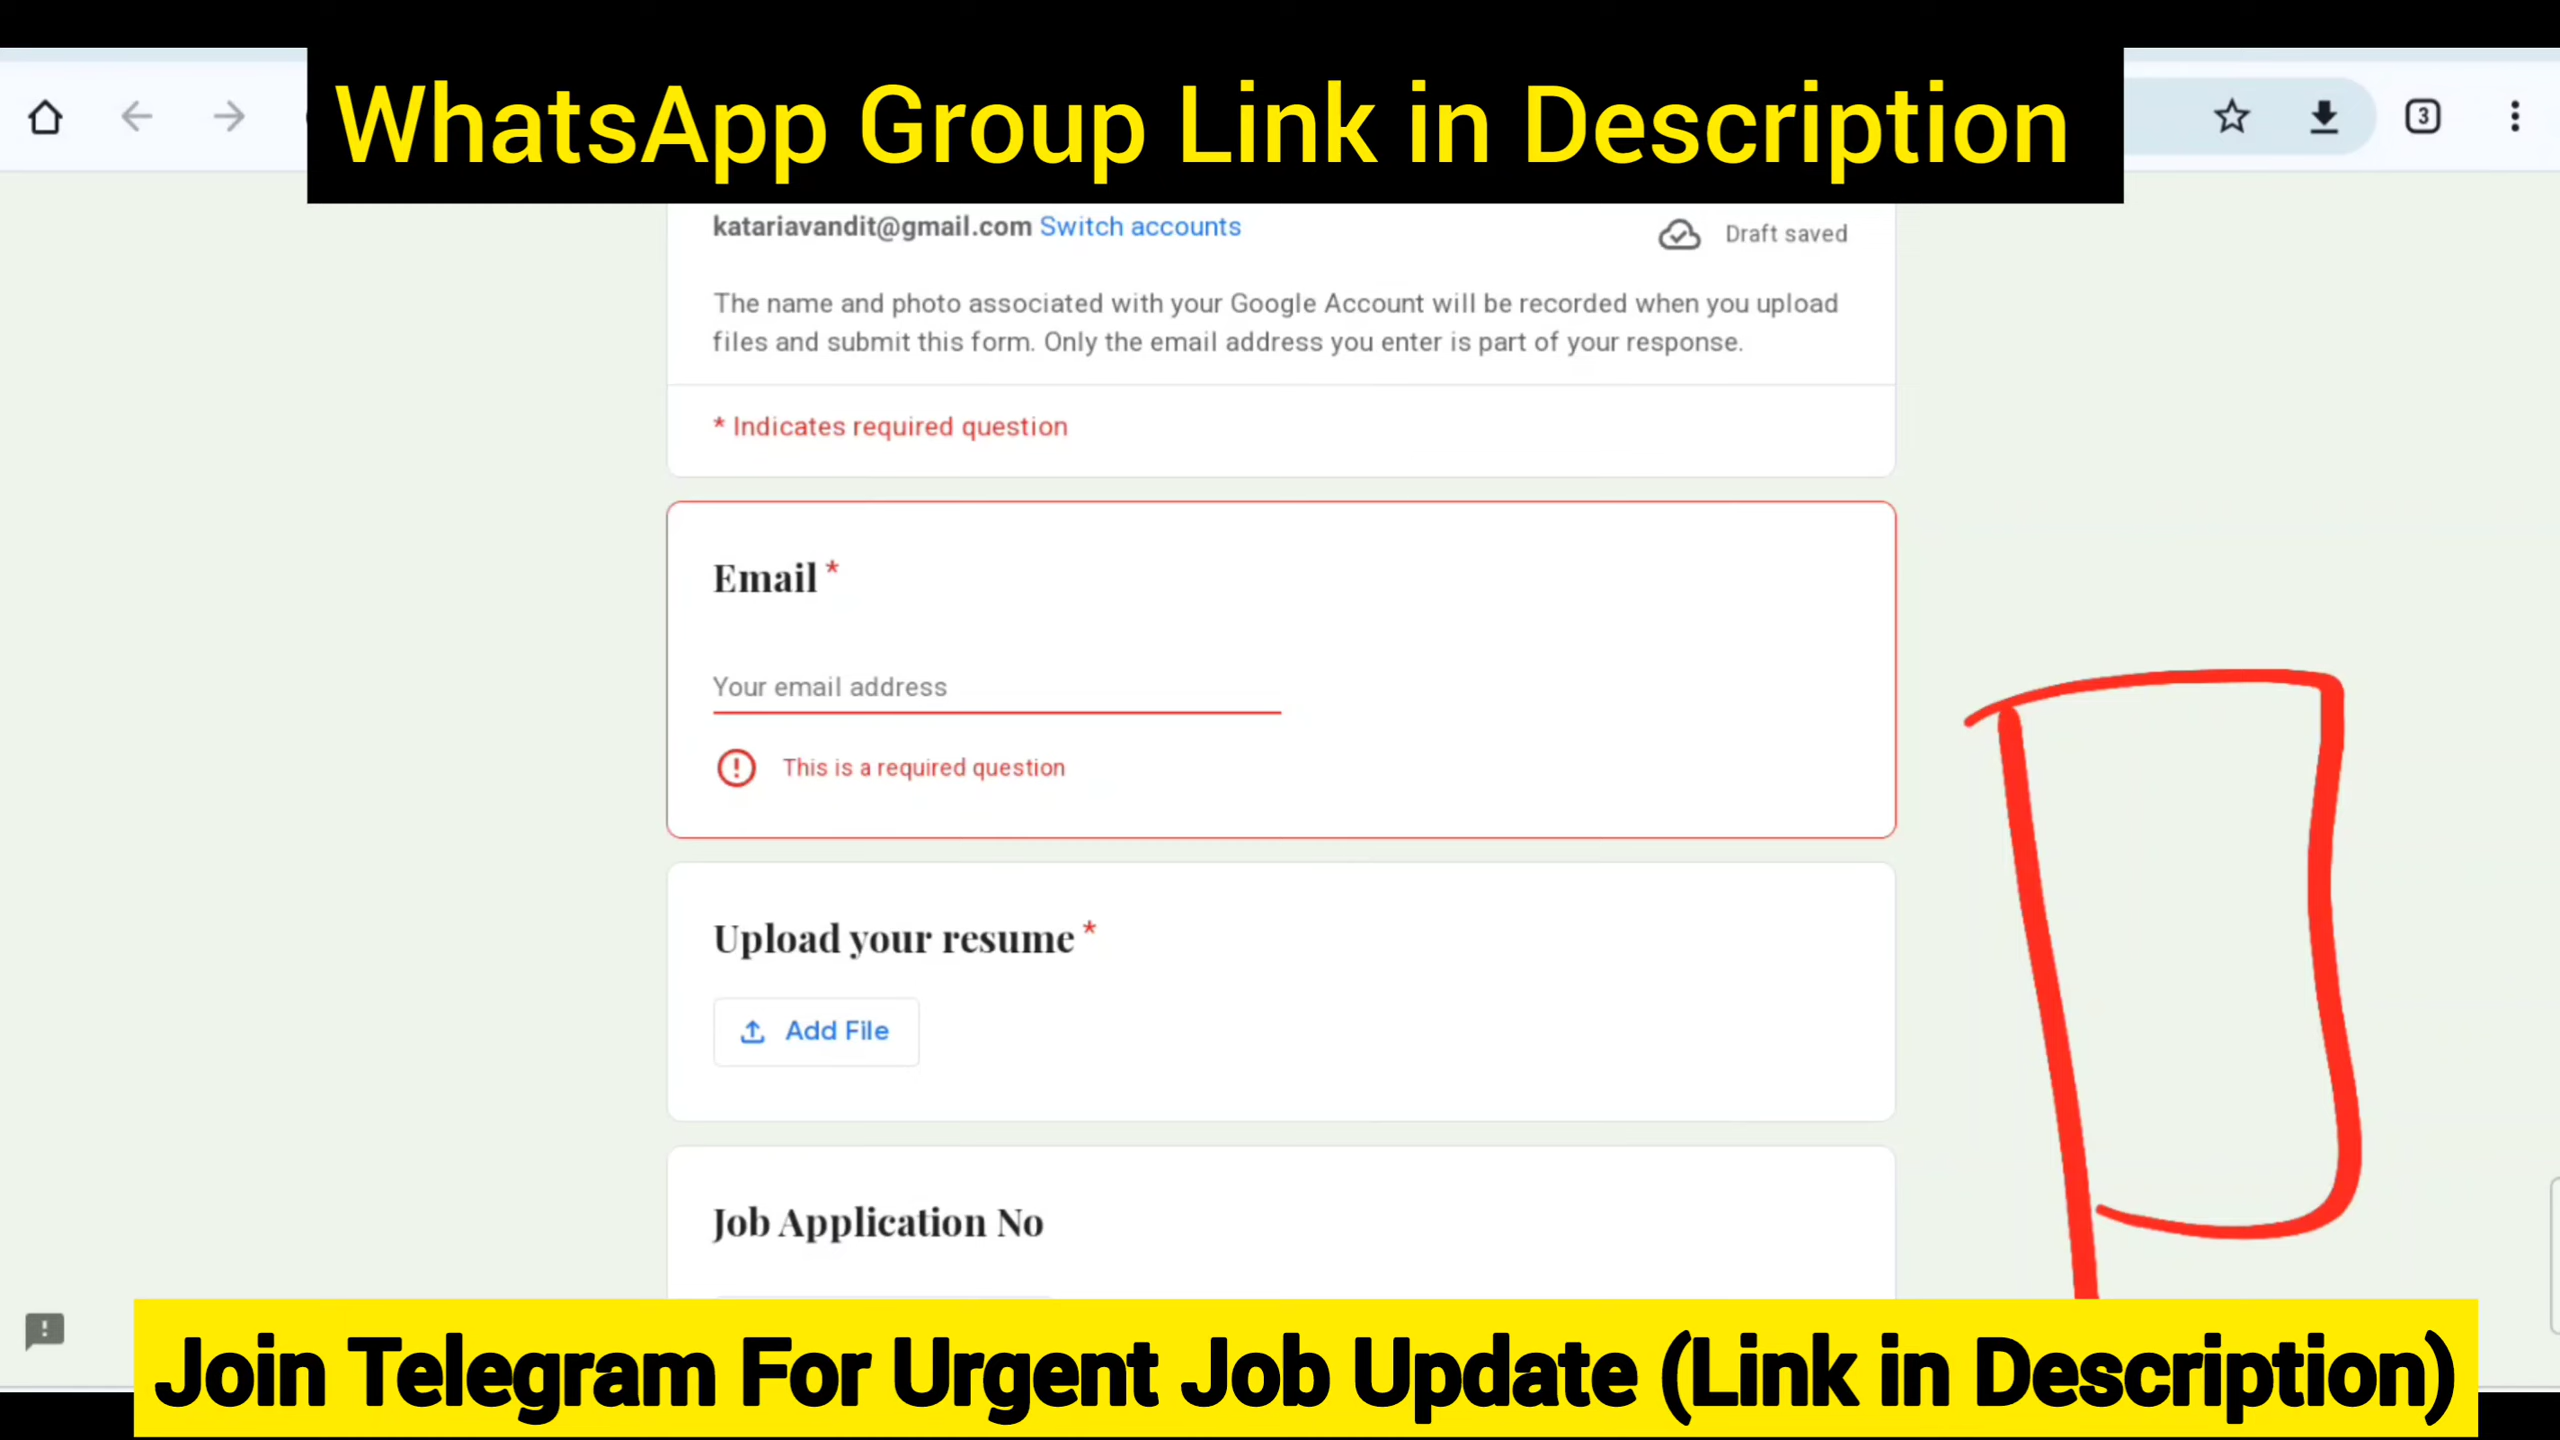 WhatsApp Group Link in Description
3
katariavandit@gmail.com Switch accounts
Draft saved
The name and photo associated with your Google Account will be recorded when you upload
files and submit this form. Only the email address you enter is part of your response.
* Indicates required question
Email *
Your email address
This is a required question
Upload your resume *
Add File
Job Application No
Join Telegram For Urgent Job Update (Link in Description)